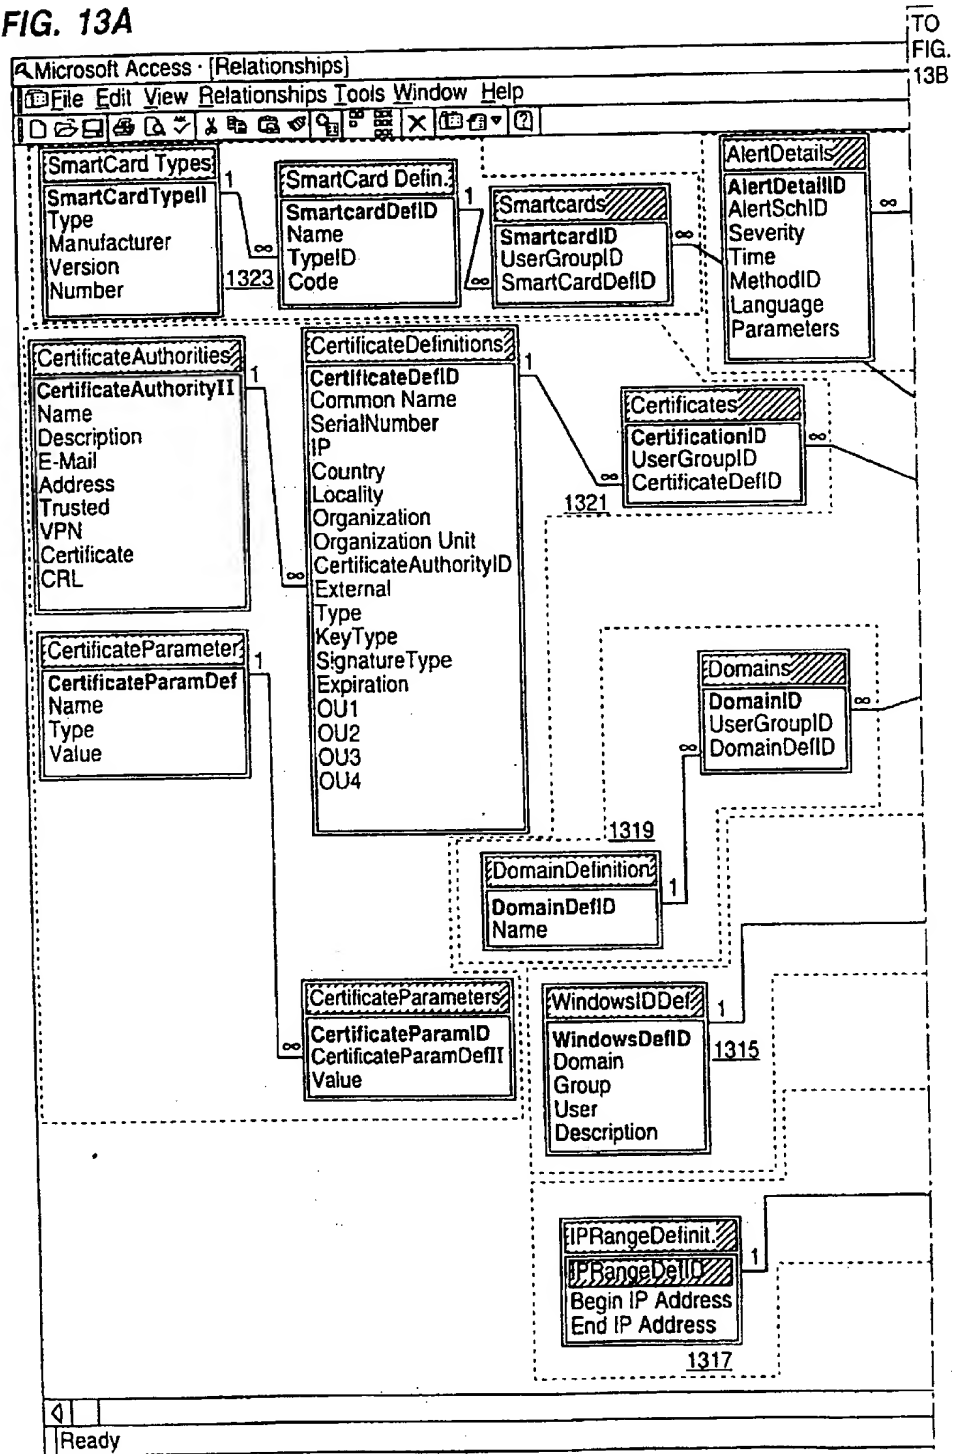 FIG. 13A
TO
FIG.
13B
Microsoft Access · [Relationships]
File Edit View Relationships Tools Window Help
SmartCard Types
SmartCardTypeII
Type
Manufacturer
Version
Number
1
∞
1323
SmartCard Defin.
SmartcardDefID
Name
TypeID
Code
1
∞
Smartcards
SmartcardID
UserGroupID
SmartCardDefID
∞
AlertDetails
AlertDetailID
AlertSchID
Severity
Time
MethodID
Language
Parameters
∞
CertificateAuthorities
CertificateAuthorityII
Name
Description
E-Mail
Address
Trusted
VPN
Certificate
CRL
1
∞
CertificateDefinitions
CertificateDefID
Common Name
SerialNumber
IP
Country
Locality
Organization
Organization Unit
CertificateAuthorityID
External
Type
KeyType
SignatureType
Expiration
OU1
OU2
OU3
OU4
1
∞
Certificates
CertificationID
UserGroupID
CertificateDefID
∞
1321
CertificateParameter
CertificateParamDef
Name
Type
Value
1
∞
Domains
DomainID
UserGroupID
DomainDefID
∞
∞
1319
DomainDefinition
DomainDefID
Name
1
CertificateParameters
CertificateParamID
CertificateParamDefII
Value
WindowsIDDef
WindowsDefID
Domain
Group
User
Description
1
1315
IPRangeDefinit.
IPRangeDefID
Begin IP Address
End IP Address
1
1317
Ready